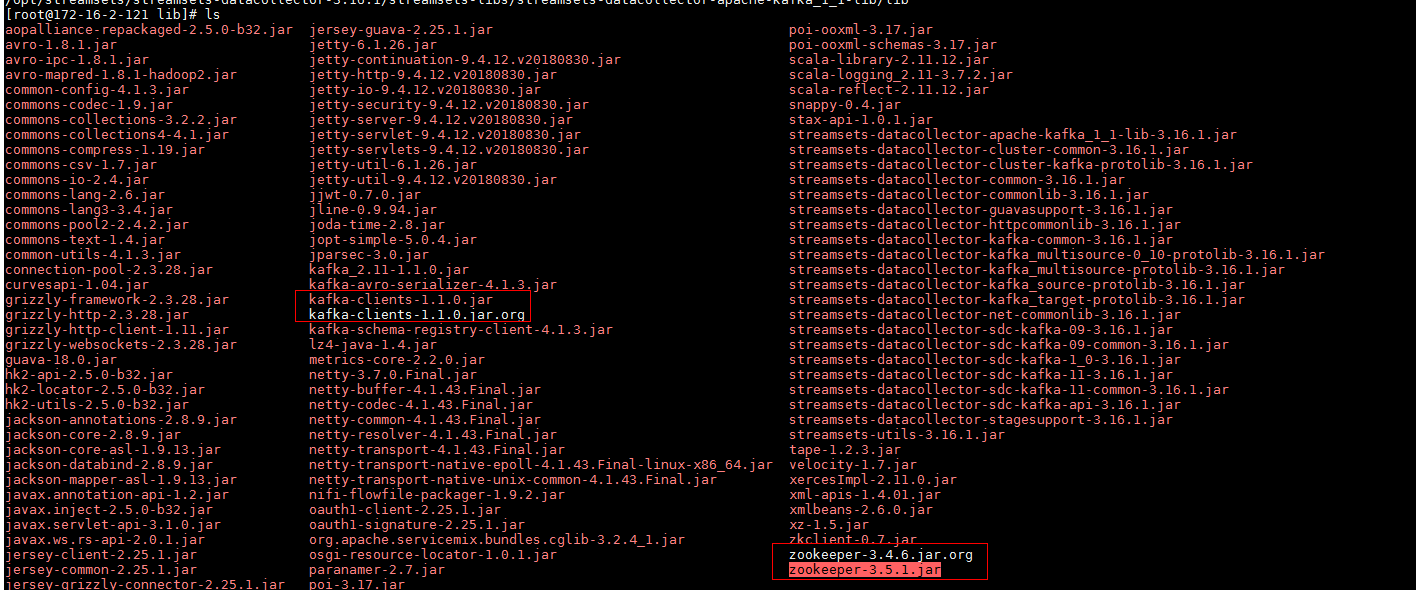 /opt/streamsets/streamsets-datacollector-3.16.1/streamsets-libs/streamsets-datacollector-apache-kafka_1_1-lib/lib
[root@172-16-2-121 lib]# ls
aopalliance-repackaged-2.5.0-b32.jar jersey-guava-2.25.1.jar poi-ooxml-3.17.jar
avro-1.8.1.jar jetty-6.1.26.jar poi-ooxml-schemas-3.17.jar
avro-ipc-1.8.1.jar jetty-continuation-9.4.12.v20180830.jar scala-library-2.11.12.jar
avro-mapred-1.8.1-hadoop2.jar jetty-http-9.4.12.v20180830.jar scala-logging_2.11-3.7.2.jar
common-config-4.1.3.jar jetty-io-9.4.12.v20180830.jar scala-reflect-2.11.12.jar
commons-codec-1.9.jar jetty-security-9.4.12.v20180830.jar snappy-0.4.jar
commons-collections-3.2.2.jar jetty-server-9.4.12.v20180830.jar stax-api-1.0.1.jar
commons-collections4-4.1.jar jetty-servlet-9.4.12.v20180830.jar streamsets-datacollector-apache-kafka_1_1-lib-3.16.1.jar
commons-compress-1.19.jar jetty-servlets-9.4.12.v20180830.jar streamsets-datacollector-cluster-common-3.16.1.jar
commons-csv-1.7.jar jetty-util-6.1.26.jar streamsets-datacollector-cluster-kafka-protolib-3.16.1.jar
commons-io-2.4.jar jetty-util-9.4.12.v20180830.jar streamsets-datacollector-common-3.16.1.jar
commons-lang-2.6.jar jjwt-0.7.0.jar streamsets-datacollector-commonlib-3.16.1.jar
commons-lang3-3.4.jar jline-0.9.94.jar streamsets-datacollector-guavasupport-3.16.1.jar
commons-pool2-2.4.2.jar joda-time-2.8.jar streamsets-datacollector-httpcommonlib-3.16.1.jar
commons-text-1.4.jar jopt-simple-5.0.4.jar streamsets-datacollector-kafka-common-3.16.1.jar
common-utils-4.1.3.jar jparsec-3.0.jar streamsets-datacollector-kafka_multisource-0_10-protolib-3.16.1.jar
connection-pool-2.3.28.jar kafka_2.11-1.1.0.jar streamsets-datacollector-kafka_multisource-protolib-3.16.1.jar
curvesapi-1.04.jar kafka-avro-serializer-4.1.3.jar streamsets-datacollector-kafka_source-protolib-3.16.1.jar
grizzly-framework-2.3.28.jar kafka-clients-1.1.0.jar streamsets-datacollector-kafka_target-protolib-3.16.1.jar
grizzly-http-2.3.28.jar kafka-clients-1.1.0.jar.org streamsets-datacollector-net-commonlib-3.16.1.jar
grizzly-http-client-1.11.jar kafka-schema-registry-client-4.1.3.jar streamsets-datacollector-sdc-kafka-09-3.16.1.jar
grizzly-websockets-2.3.28.jar lz4-java-1.4.jar streamsets-datacollector-sdc-kafka-09-common-3.16.1.jar
guava-18.0.jar metrics-core-2.2.0.jar streamsets-datacollector-sdc-kafka-1_0-3.16.1.jar
hk2-api-2.5.0-b32.jar netty-3.7.0.Final.jar streamsets-datacollector-sdc-kafka-11-3.16.1.jar
hk2-locator-2.5.0-b32.jar netty-buffer-4.1.43.Final.jar streamsets-datacollector-sdc-kafka-11-common-3.16.1.jar
hk2-utils-2.5.0-b32.jar netty-codec-4.1.43.Final.jar streamsets-datacollector-sdc-kafka-api-3.16.1.jar
jackson-annotations-2.8.9.jar netty-common-4.1.43.Final.jar streamsets-datacollector-stagesupport-3.16.1.jar
jackson-core-2.8.9.jar netty-resolver-4.1.43.Final.jar streamsets-utils-3.16.1.jar
jackson-core-asl-1.9.13.jar netty-transport-4.1.43.Final.jar tape-1.2.3.jar
jackson-databind-2.8.9.jar netty-transport-native-epoll-4.1.43.Final-linux-x86_64.jar velocity-1.7.jar
jackson-mapper-asl-1.9.13.jar netty-transport-native-unix-common-4.1.43.Final.jar xercesImpl-2.11.0.jar
javax.annotation-api-1.2.jar nifi-flowfile-packager-1.9.2.jar xml-apis-1.4.01.jar
javax.inject-2.5.0-b32.jar oauth1-client-2.25.1.jar xmlbeans-2.6.0.jar
javax.servlet-api-3.1.0.jar oauth1-signature-2.25.1.jar xz-1.5.jar
javax.ws.rs-api-2.0.1.jar org.apache.servicemix.bundles.cglib-3.2.4_1.jar zkclient-0.7.jar
jersey-client-2.25.1.jar osgi-resource-locator-1.0.1.jar zookeeper-3.4.6.jar.org
jersey-common-2.25.1.jar paranamer-2.7.jar zookeeper-3.5.1.jar
jersey-grizzly-connector-2.25.1.jar poi-3.17.jar